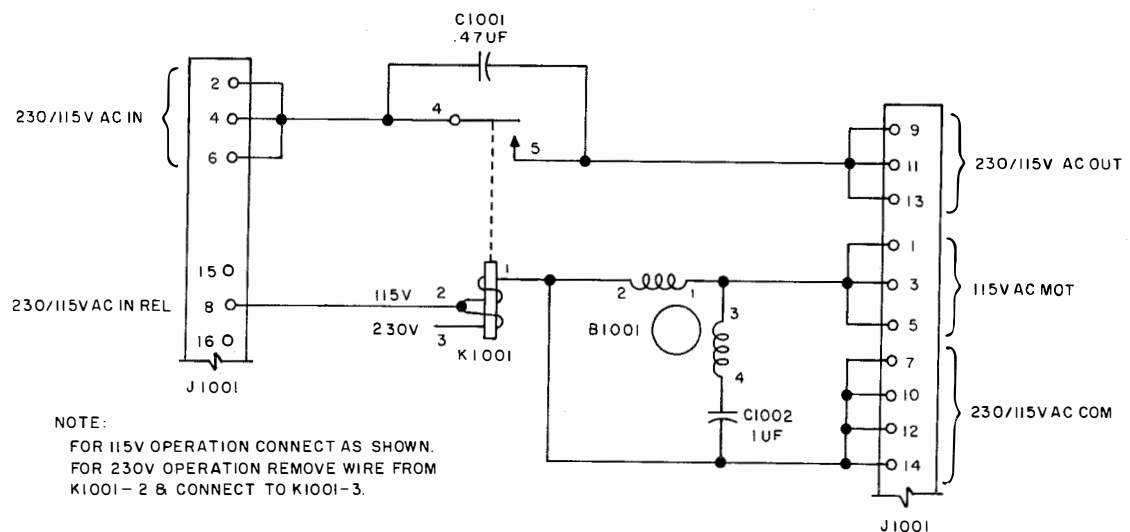 C1001
.47UF
2
4
6
230/115V AC IN
4
5
9
11
13
230/115V AC OUT
15
8
16
230/115V AC IN REL
J1001
115V
2
1
230V
3
K1001
2
1
B1001
3
4
C1002
1UF
1
3
5
115V AC MOT
7
10
12
14
230/115V AC COM
J1001
NOTE:
FOR 115V OPERATION CONNECT AS SHOWN.
FOR 230V OPERATION REMOVE WIRE FROM
K1001-2 & CONNECT TO K1001-3.